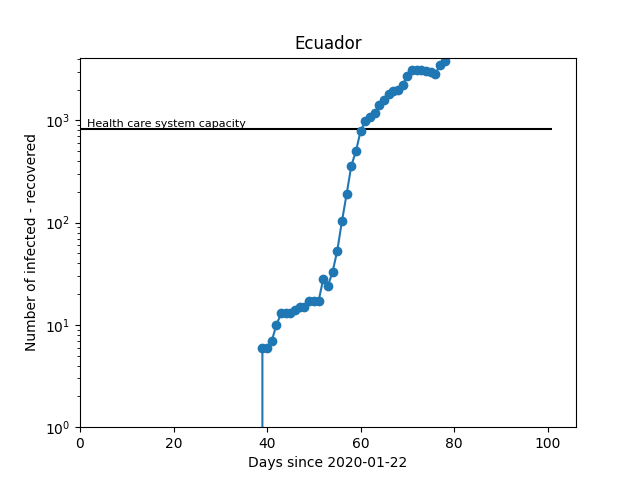 Ecuador
Number of infected - recovered
10³
10²
10¹
10⁰
Health care system capacity
0 20 40 60 80 100
Days since 2020-01-22